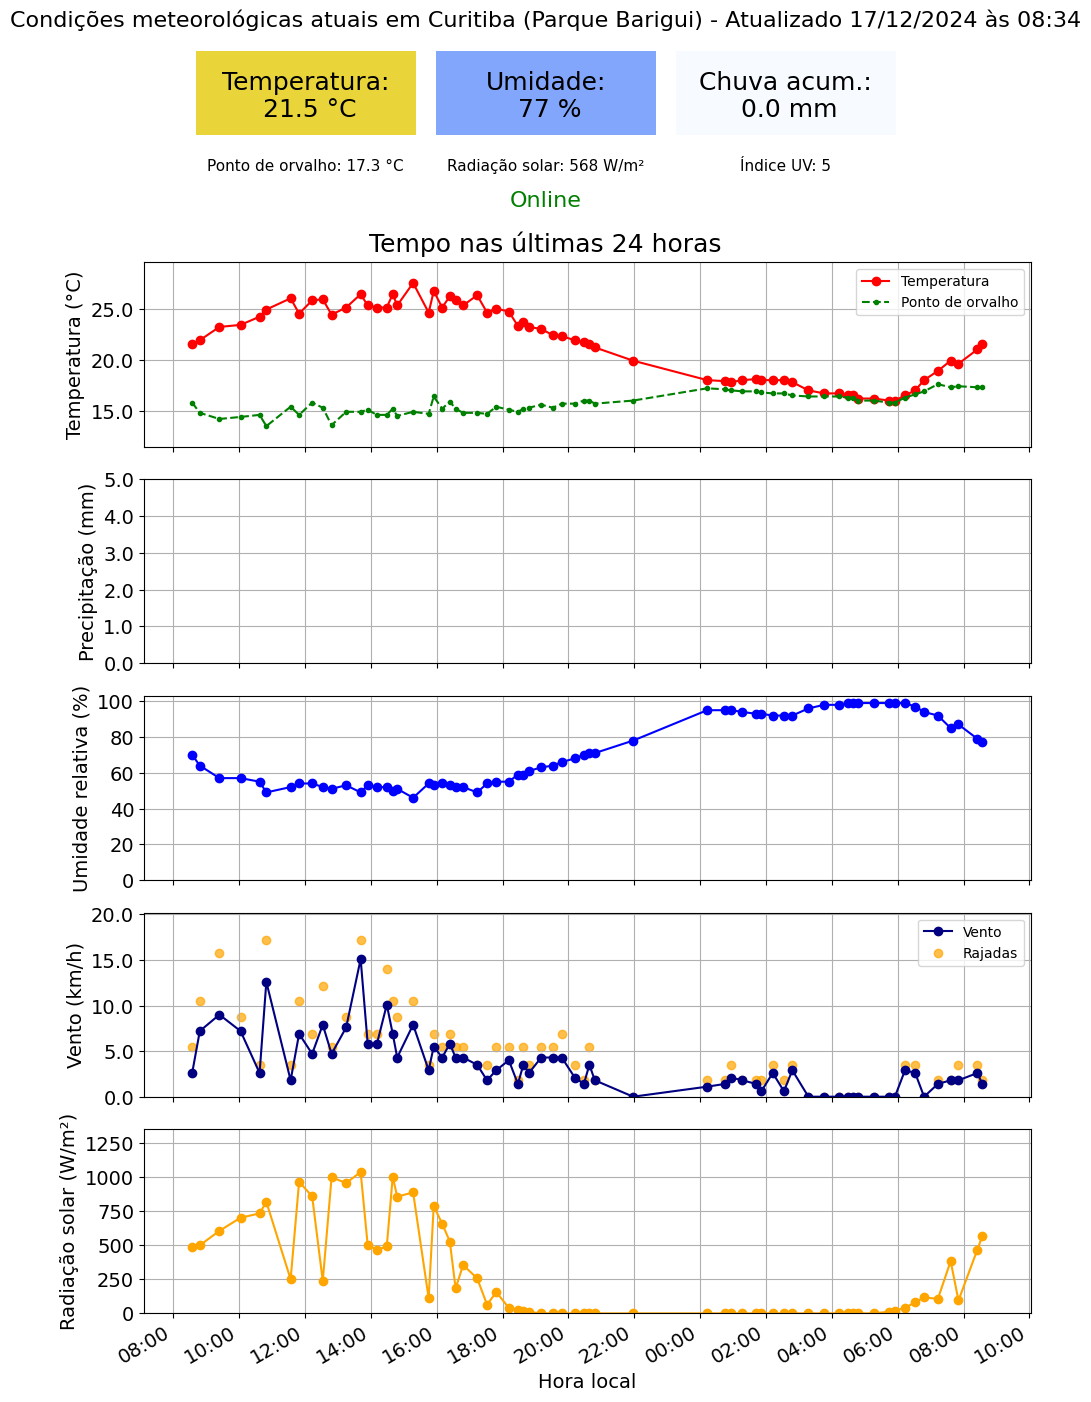 Condições meteorológicas atuais em Curitiba (Parque Barigui) - Atualizado 17/12/2024 às 08:34
Temperatura:
21.5 °C
Umidade:
77 %
Chuva acum.:
0.0 mm
Ponto de orvalho: 17.3 °C
Radiação solar: 568 W/m²
Índice UV: 5
Online
Tempo nas últimas 24 horas
Temperatura (°C)
25.0
20.0
15.0
Temperatura
Ponto de orvalho
Precipitação (mm)
5.0
4.0
3.0
2.0
1.0
0.0
Umidade relativa (%)
100
80
60
40
20
0
Vento (km/h)
20.0
15.0
10.0
5.0
0.0
Vento
Rajadas
Radiação solar (W/m²)
1250
1000
750
500
250
0
08:00 10:00 12:00 14:00 16:00 18:00 20:00 22:00 00:00 02:00 04:00 06:00 08:00 10:00
Hora local